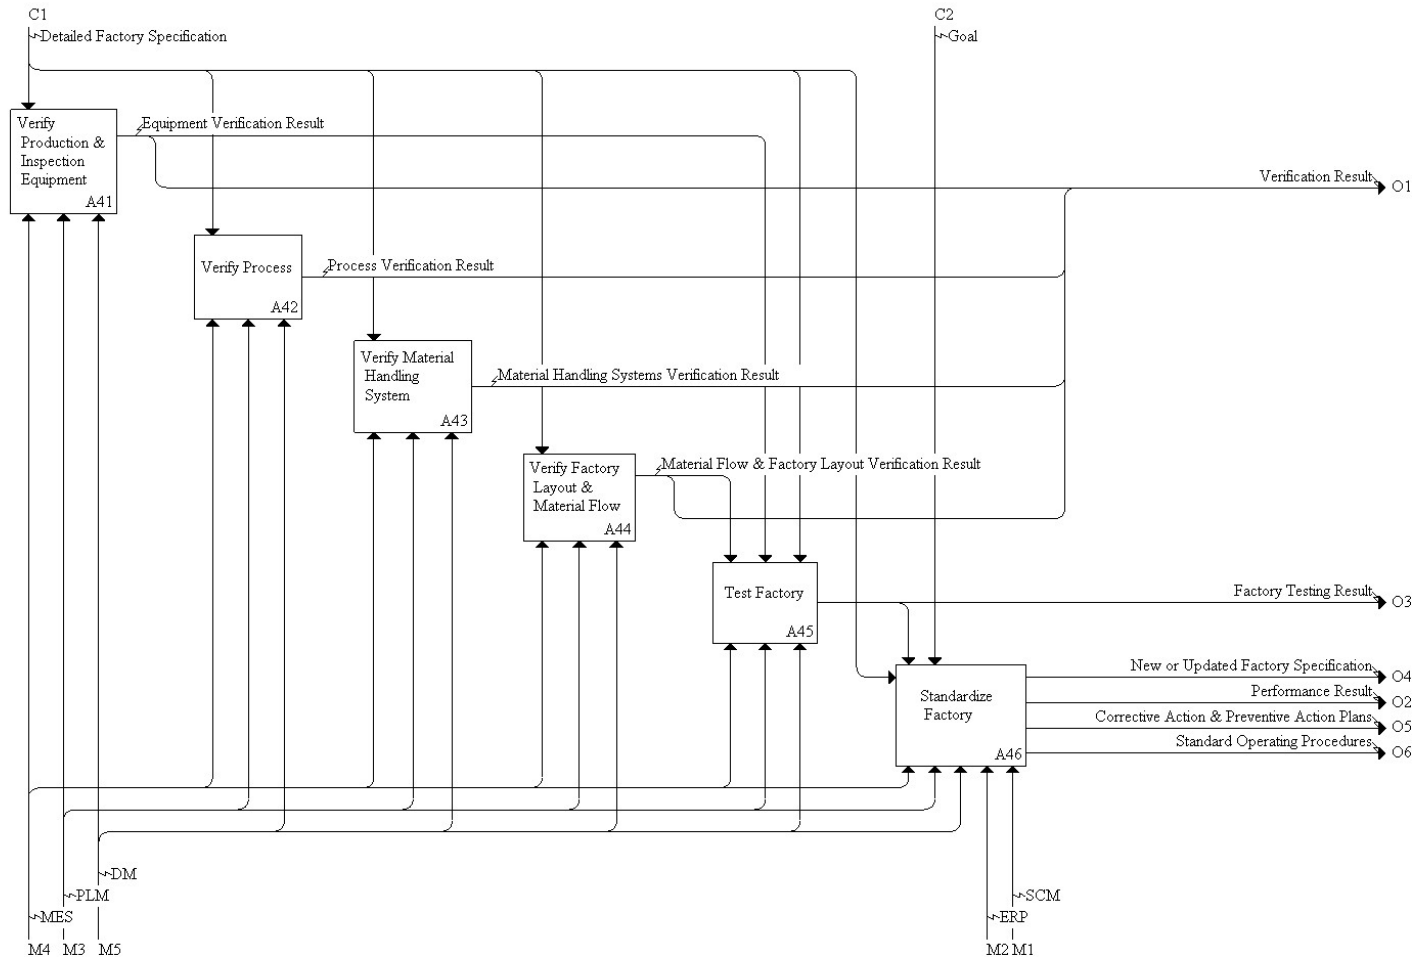 C1
C2
Detailed Factory Specification
Goal
Verify
Production &
Inspection
Equipment
A41
Equipment Verification Result
Verification Result
O1
Verify Process
A42
Process Verification Result
Verify Material
Handling
System
A43
Material Handling Systems Verification Result
Verify Factory
Layout &
Material Flow
A44
Material Flow & Factory Layout Verification Result
Test Factory
A45
Factory Testing Result
O3
Standardize
Factory
A46
New or Updated Factory Specification
O4
Performance Result
O2
Corrective Action & Preventive Action Plans
O5
Standard Operating Procedures
O6
DM
PLM
SCM
MES
ERP
M4
M3
M5
M2
M1